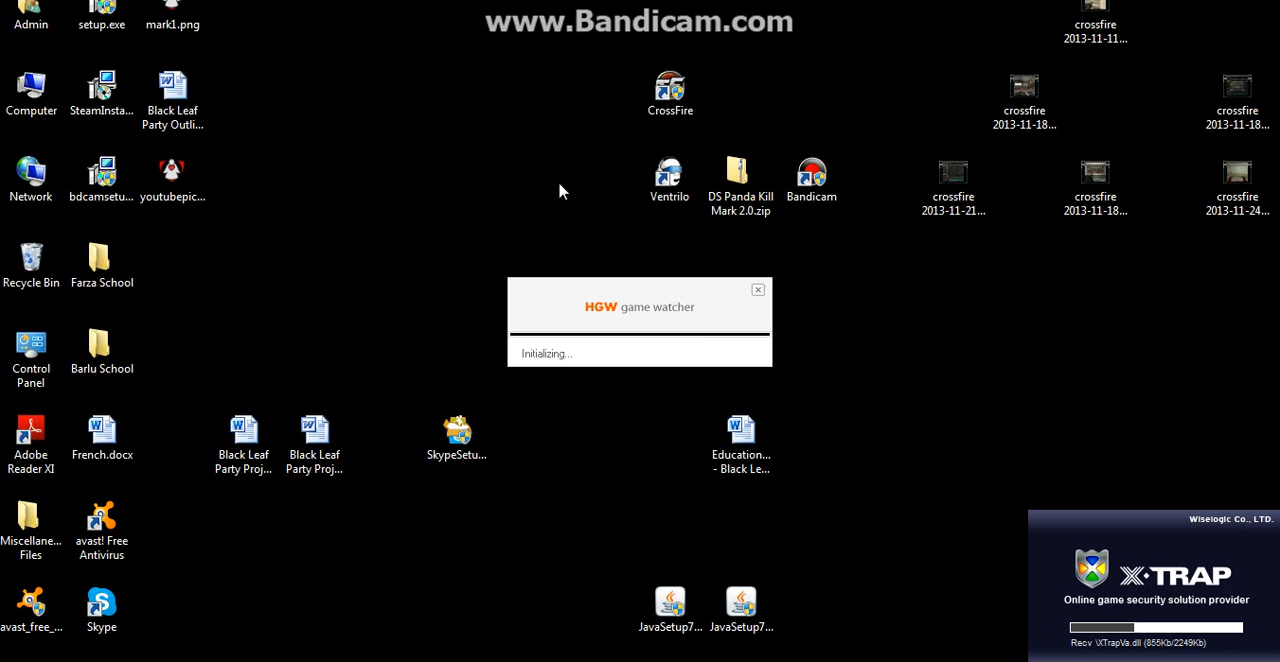 www.Bandicam.com
Admin
setup.exe
mark1.png
crossfire
2013-11-11...
Computer
SteamInsta...
Black Leaf
Party Outli...
CrossFire
crossfire
2013-11-18...
crossfire
2013-11-18...
Network
bdcamsetu...
youtubepic...
Ventrilo
DS Panda Kill
Mark 2.0.zip
Bandicam
crossfire
2013-11-21...
crossfire
2013-11-18...
crossfire
2013-11-24...
Recycle Bin
Farza School
HGW game watcher
Initializing...
Control
Panel
Barlu School
Adobe
Reader XI
French.docx
Black Leaf
Party Proj...
Black Leaf
Party Proj...
SkypeSetu...
Education...
- Black Le...
Miscellane...
Files
avast! Free
Antivirus
Wiselogic Co., LTD.
X-TRAP
Online game security solution provider
Recv \XTrapVa.dll (855Kb/2249Kb)
avast_free_...
Skype
JavaSetup7...
JavaSetup7...